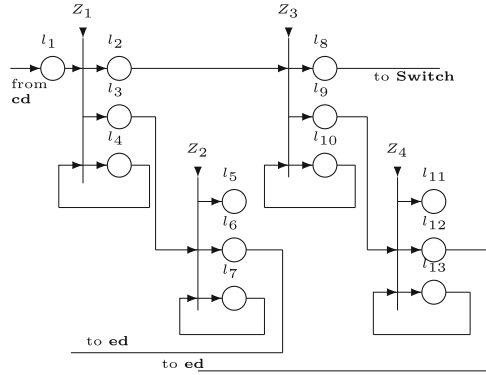 Z₁
Z₃
l₁
l₂
l₈
from
cd
to Switch
l₃
l₉
l₄
l₁₀
Z₂
Z₄
l₅
l₁₁
l₆
l₁₂
l₇
l₁₃
to ed
to ed